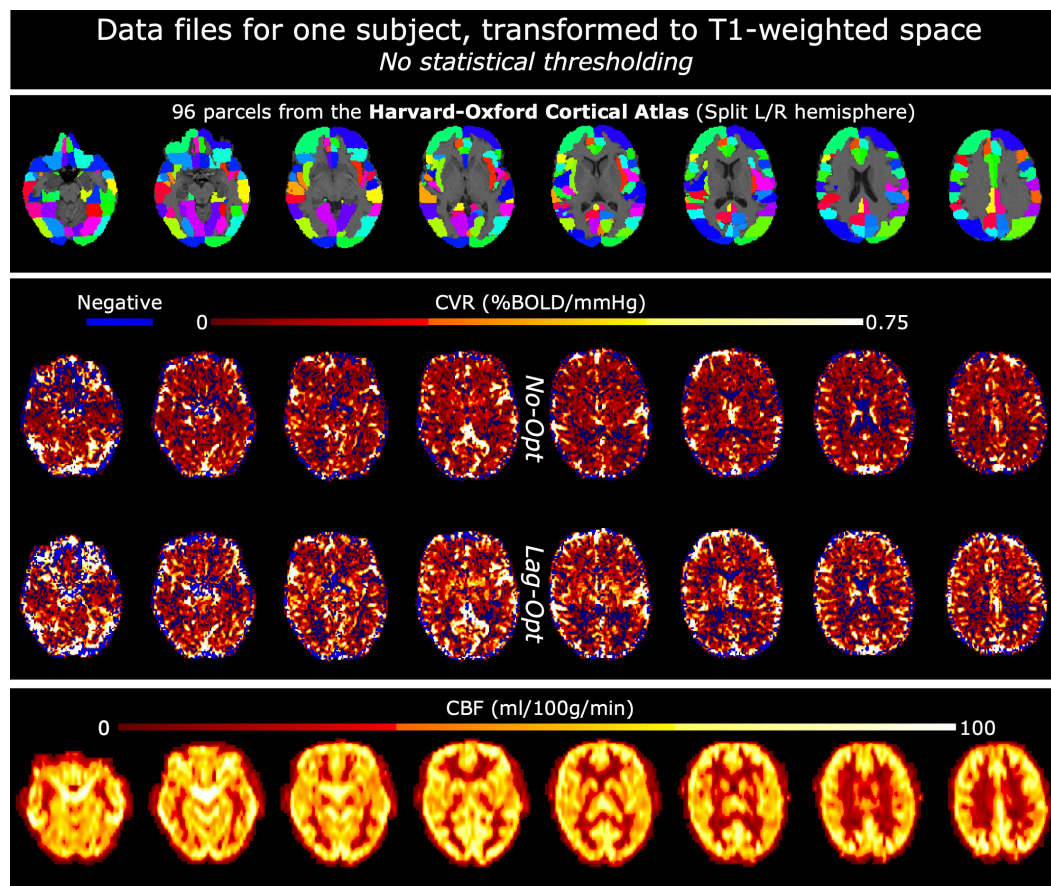 Data files for one subject, transformed to T1-weighted space
No statistical thresholding
96 parcels from the Harvard-Oxford Cortical Atlas (Split L/R hemisphere)
Negative
CVR (%BOLD/mmHg)
0
0.75
No-Opt
Lag-Opt
CBF (ml/100g/min)
0
100